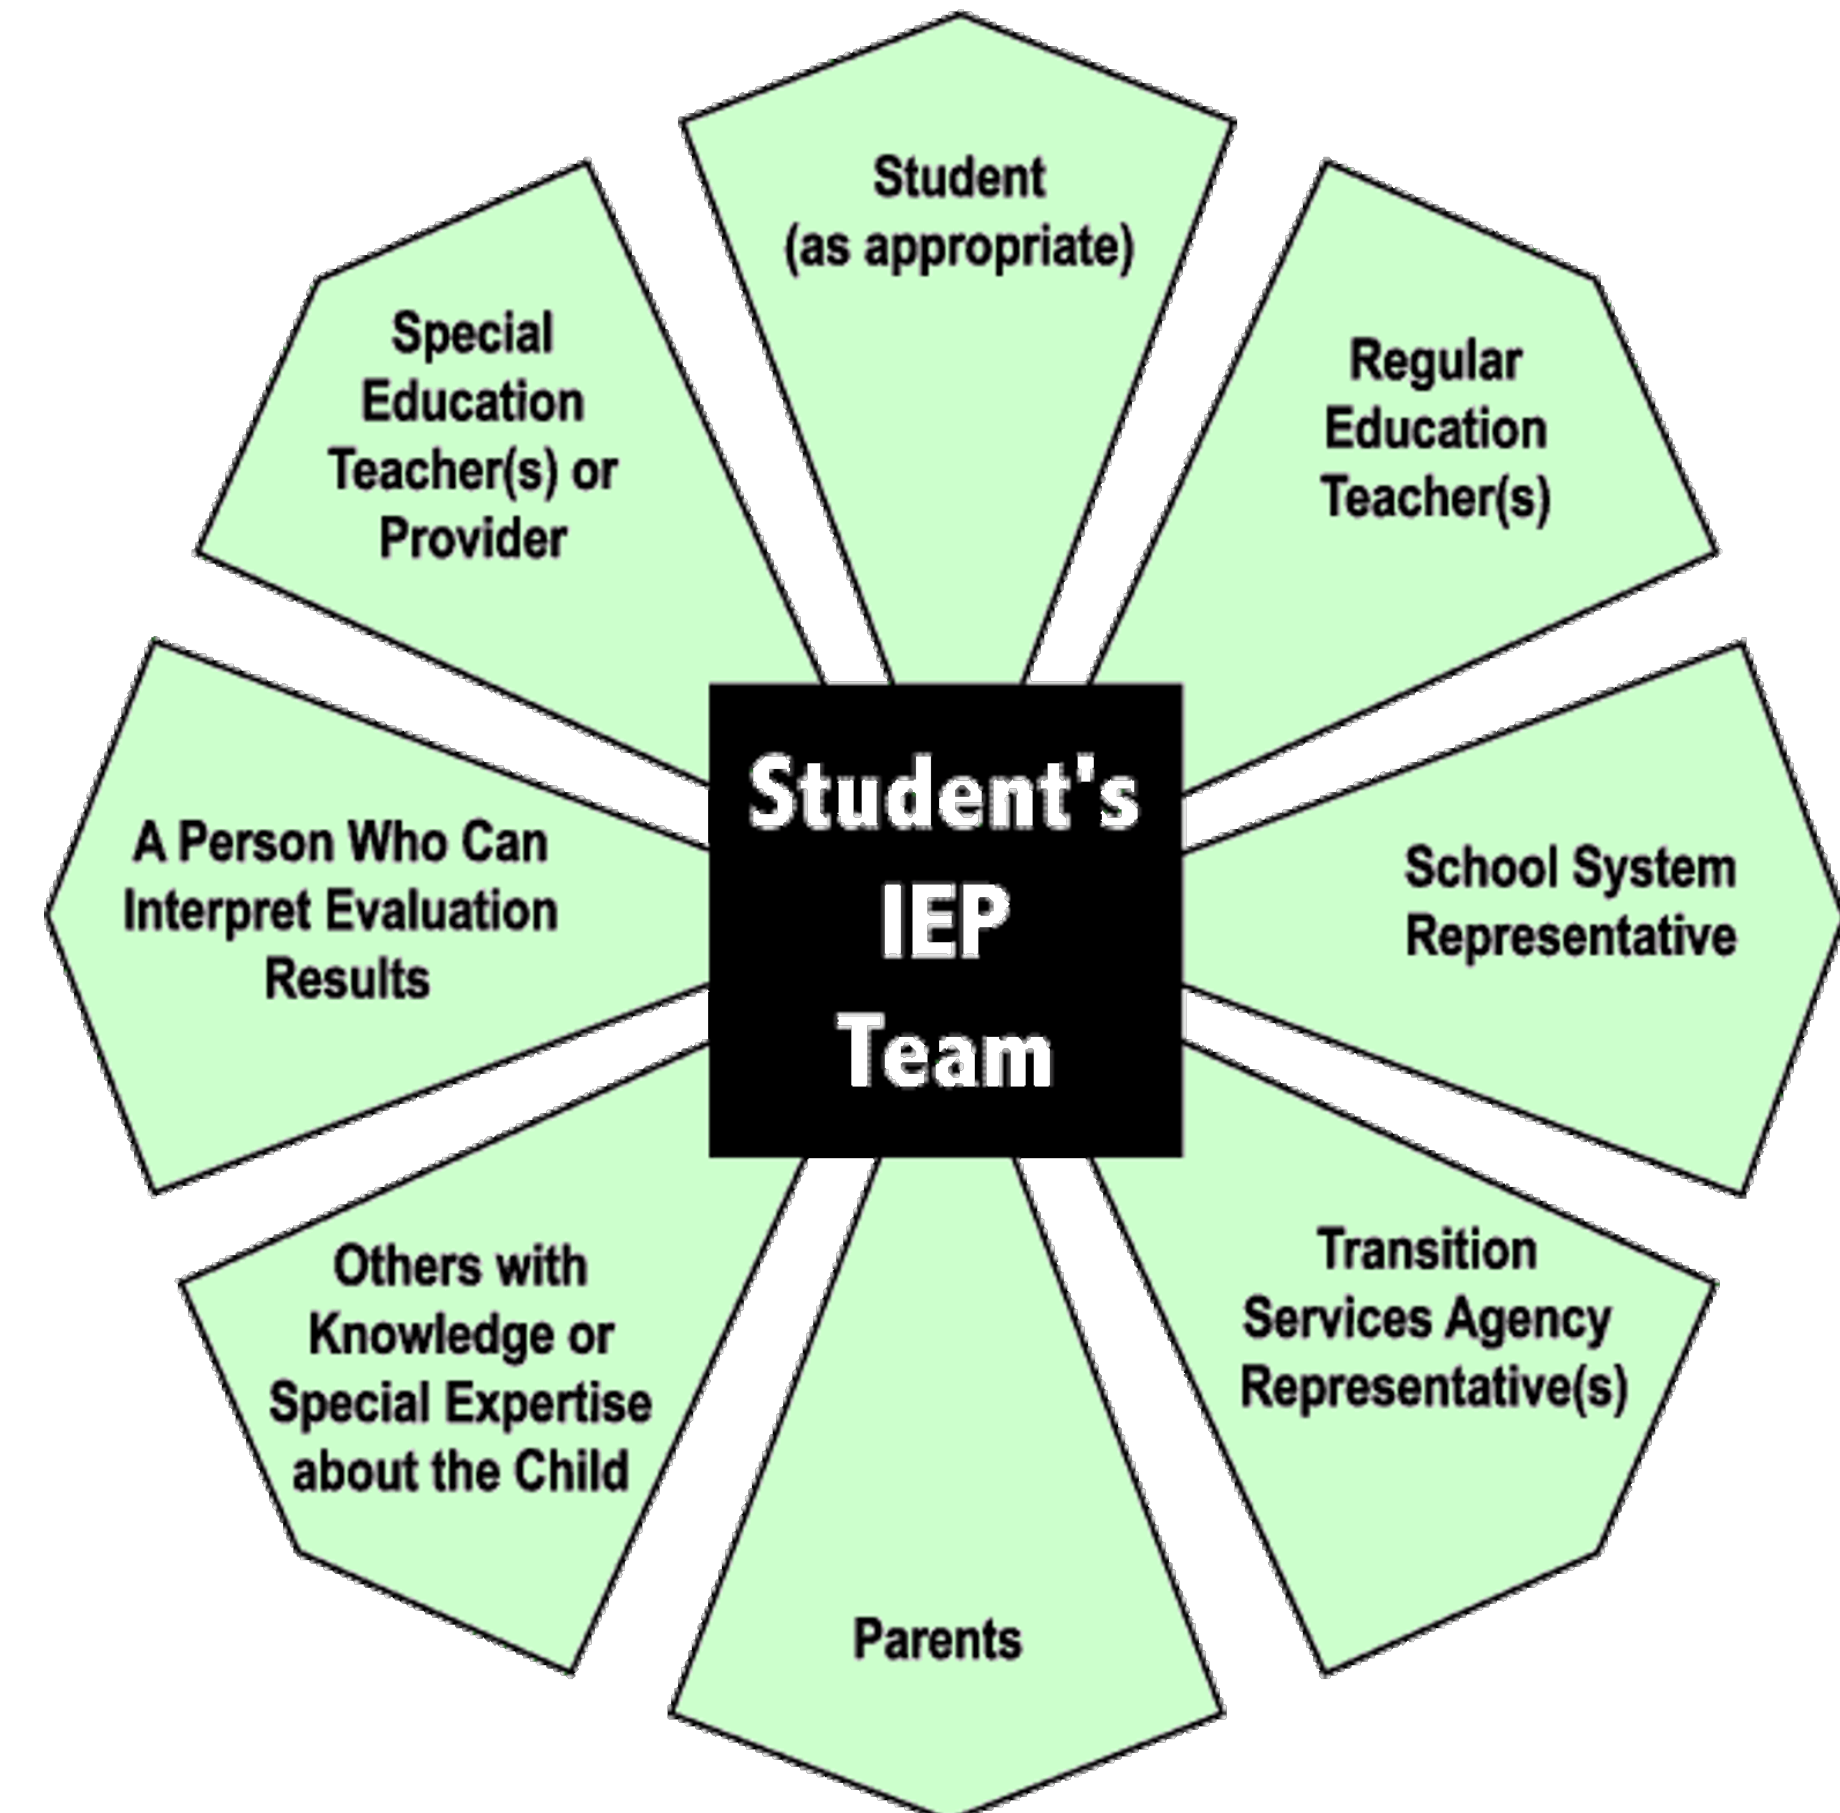 Student
(as appropriate)
Regular
Education
Teacher(s)
School System
Representative
Transition
Services Agency
Representative(s)
Parents
Others with
Knowledge or
Special Expertise
about the Child
A Person Who Can
Interpret Evaluation
Results
Special
Education
Teacher(s) or
Provider
Student's
IEP
Team